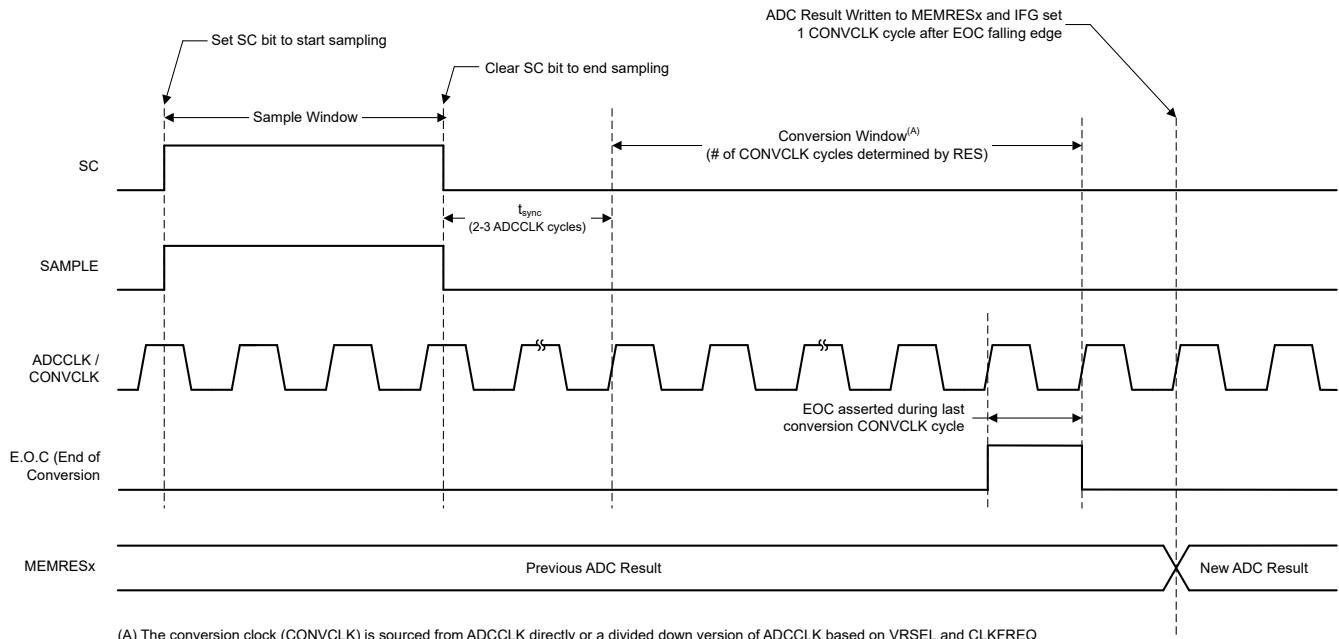 ADC Result Written to MEMRESx and IFG set
1 CONVCLK cycle after EOC falling edge
Set SC bit to start sampling
Clear SC bit to end sampling
Sample Window
Conversion Window(A)
(# of CONVCLK cycles determined by RES)
SC
tsync
(2-3 ADCCLK cycles)
SAMPLE
ADCCLK /
CONVCLK
EOC asserted during last
conversion CONVCLK cycle
E.O.C (End of
Conversion
MEMRESx
Previous ADC Result
New ADC Result
(A) The conversion clock (CONVCLK) is sourced from ADCCLK directly or a divided down version of ADCCLK based on VRSEL and CLKFREQ